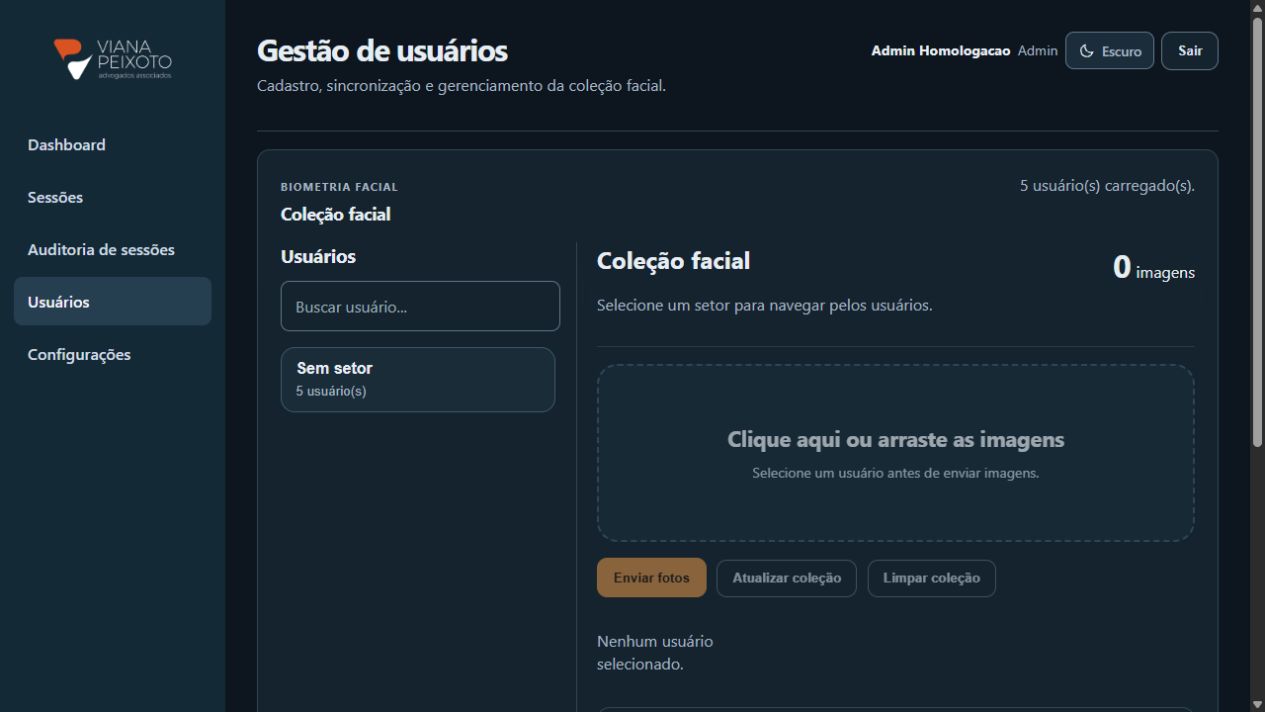 VIANA
PEIXOTO
advogados associados
Dashboard
Sessões
Auditoria de sessões
Usuários
Configurações
Gestão de usuários
Cadastro, sincronização e gerenciamento da coleção facial.
Admin Homologacao Admin
Escuro
Sair
BIOMETRIA FACIAL
Coleção facial
5 usuário(s) carregado(s).
Usuários
Buscar usuário...
Sem setor
5 usuário(s)
Coleção facial
0 imagens
Selecione um setor para navegar pelos usuários.
Clique aqui ou arraste as imagens
Selecione um usuário antes de enviar imagens.
Enviar fotos
Atualizar coleção
Limpar coleção
Nenhum usuário
selecionado.